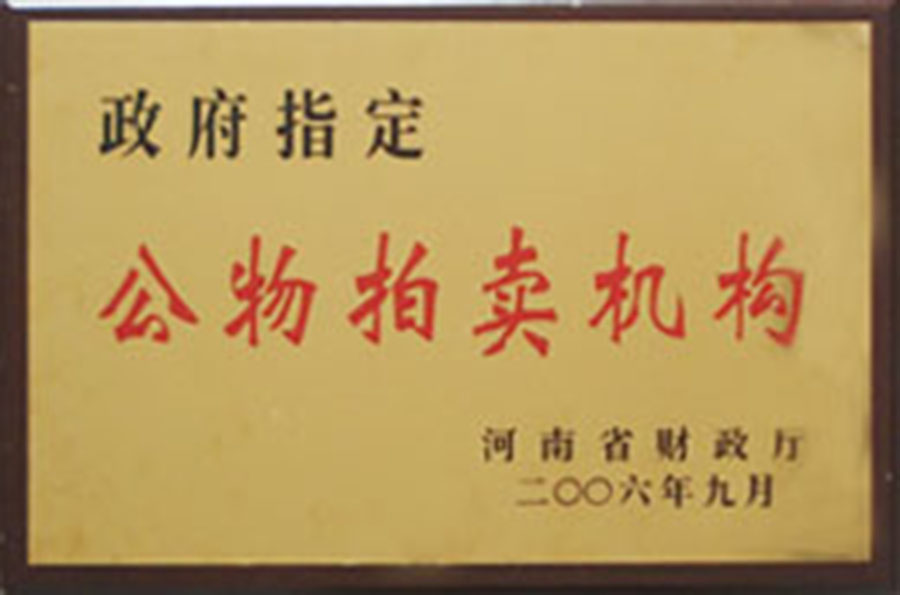 政府指定
公物拍卖机构
河南省财政厅
二〇〇六年九月